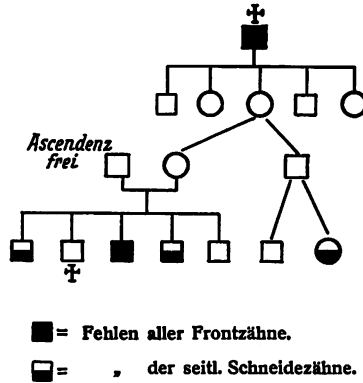 Ascendenz
frei
= Fehlen aller Frontzähne.
= „ der seitl. Schneidezähne.